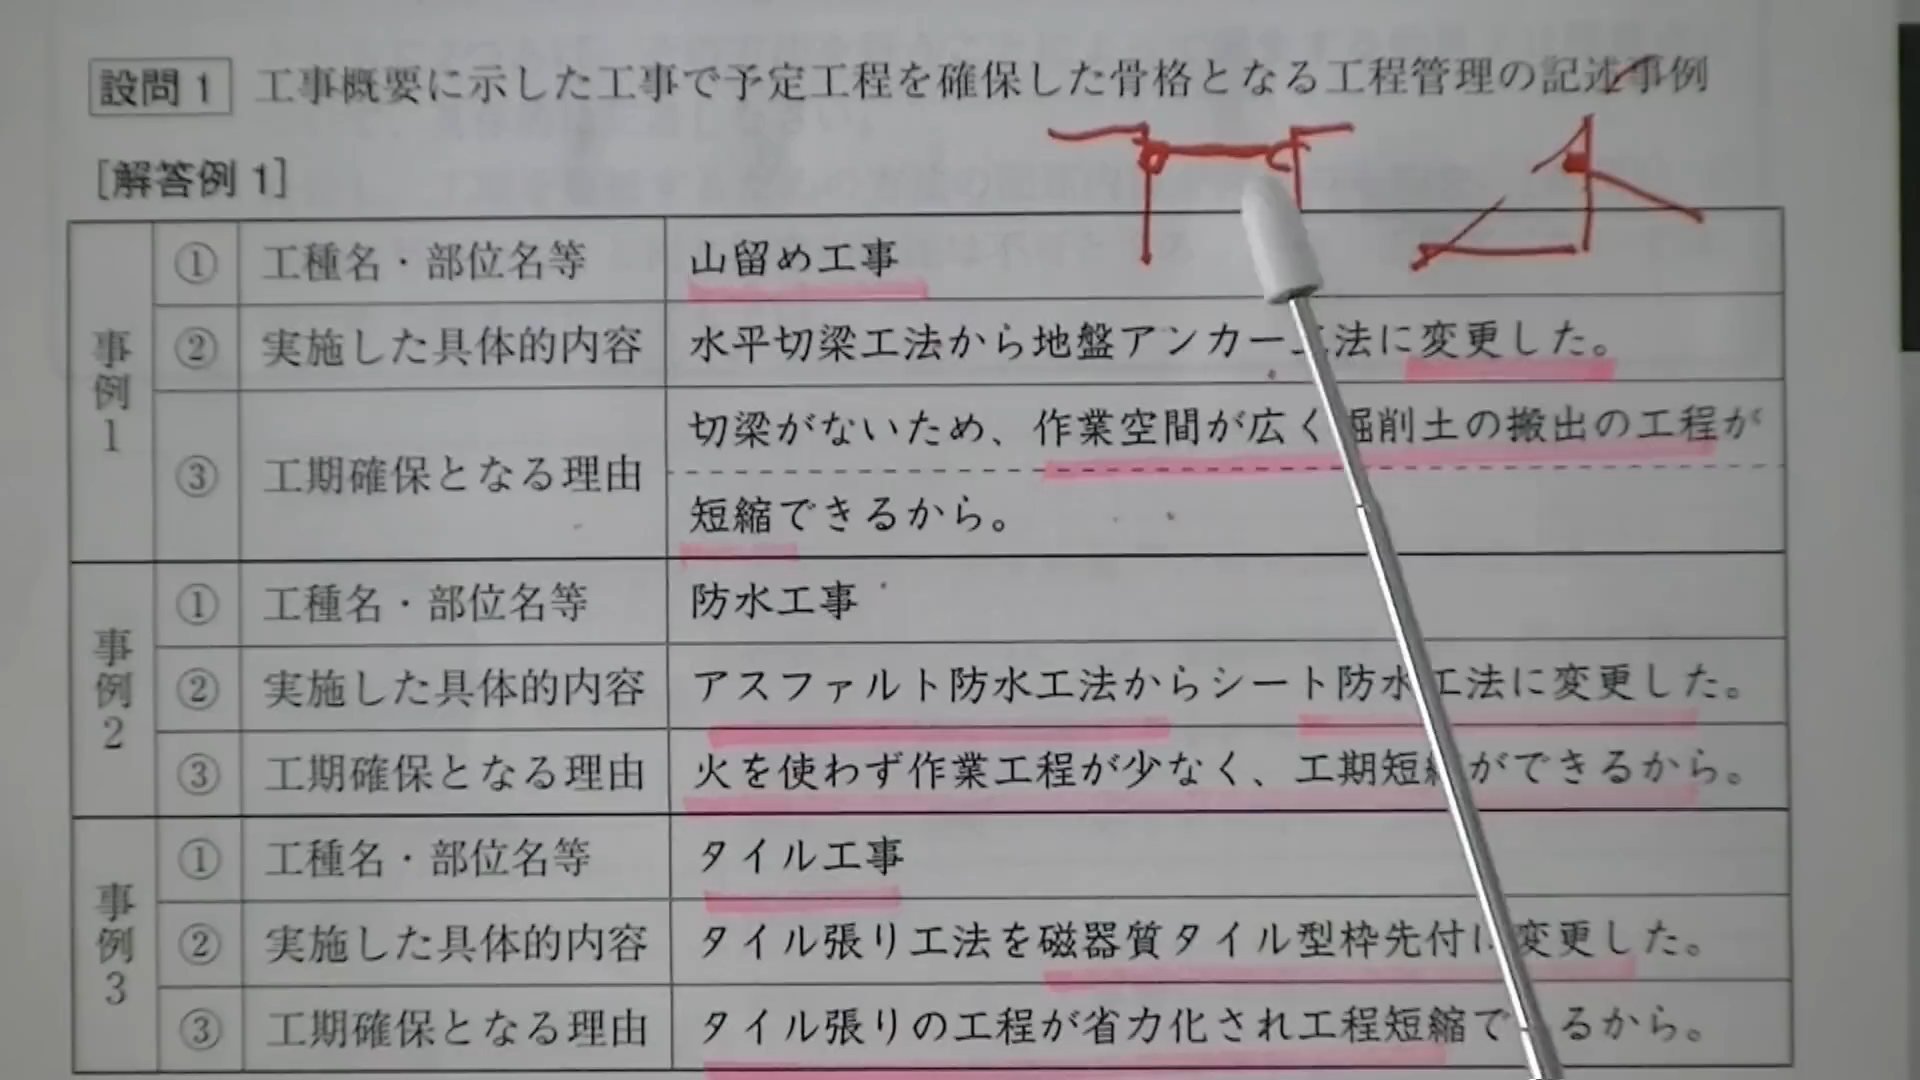 設問1 工事概要に示した工事で予定工程を確保した骨格となる工程管理の記述事例
[解答例1]
事例1
① 工種名・部位名等 山留め工事
② 実施した具体的内容 水平切梁工法から地盤アンカー工法に変更した。
③ 工期確保となる理由 切梁がないため、作業空間が広く掘削土の搬出の工程が
短縮できるから。
事例2
① 工種名・部位名等 防水工事
② 実施した具体的内容 アスファルト防水工法からシート防水工法に変更した。
③ 工期確保となる理由 火を使わず作業工程が少なく、工期短縮ができるから。
事例3
① 工種名・部位名等 タイル工事
② 実施した具体的内容 タイル張り工法を磁器質タイル型枠先付に変更した。
③ 工期確保となる理由 タイル張りの工程が省力化され工程短縮できるから。